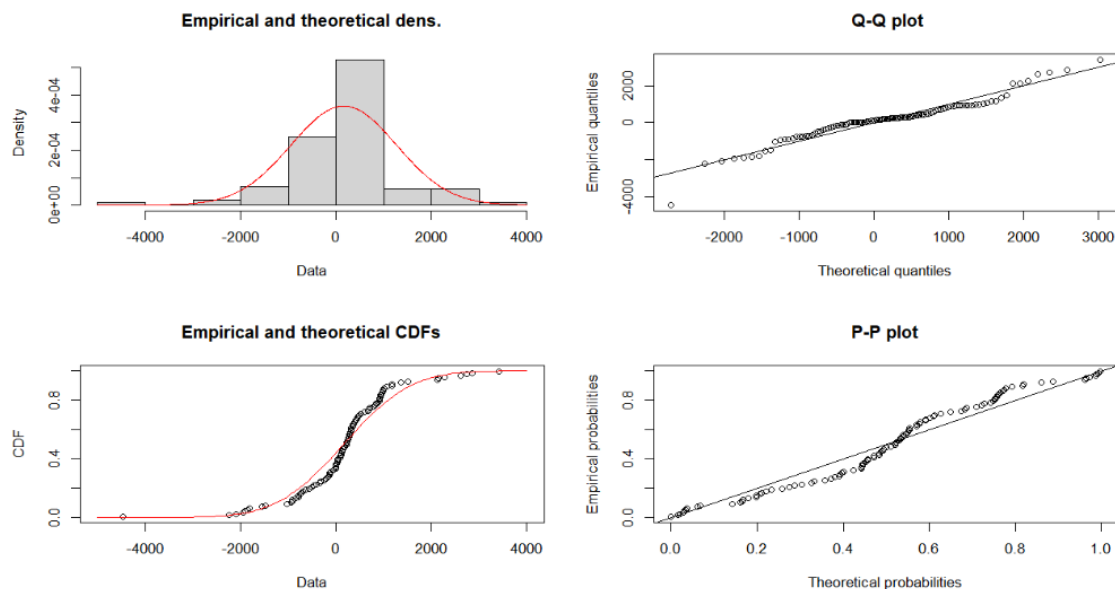 Empirical and theoretical dens.
Density
0e+00 2e-04 4e-04
-4000 -2000 0 2000 4000
Data
Q-Q plot
Empirical quantiles
-4000 0 2000
-2000 -1000 0 1000 2000 3000
Theoretical quantiles
Empirical and theoretical CDFs
CDF
0.0 0.4 0.8
-4000 -2000 0 2000 4000
Data
P-P plot
Empirical probabilities
0.0 0.4 0.8
0.0 0.2 0.4 0.6 0.8 1.0
Theoretical probabilities